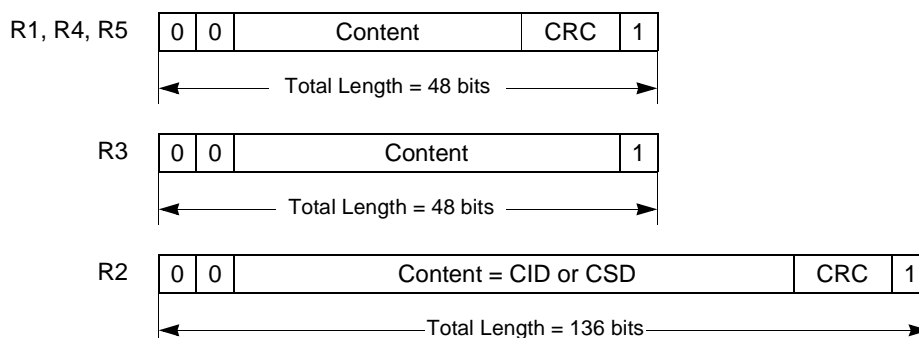 R1, R4, R5 0 0 Content CRC 1
Total Length = 48 bits
R3 0 0 Content 1
Total Length = 48 bits
R2 0 0 Content = CID or CSD CRC 1
Total Length = 136 bits